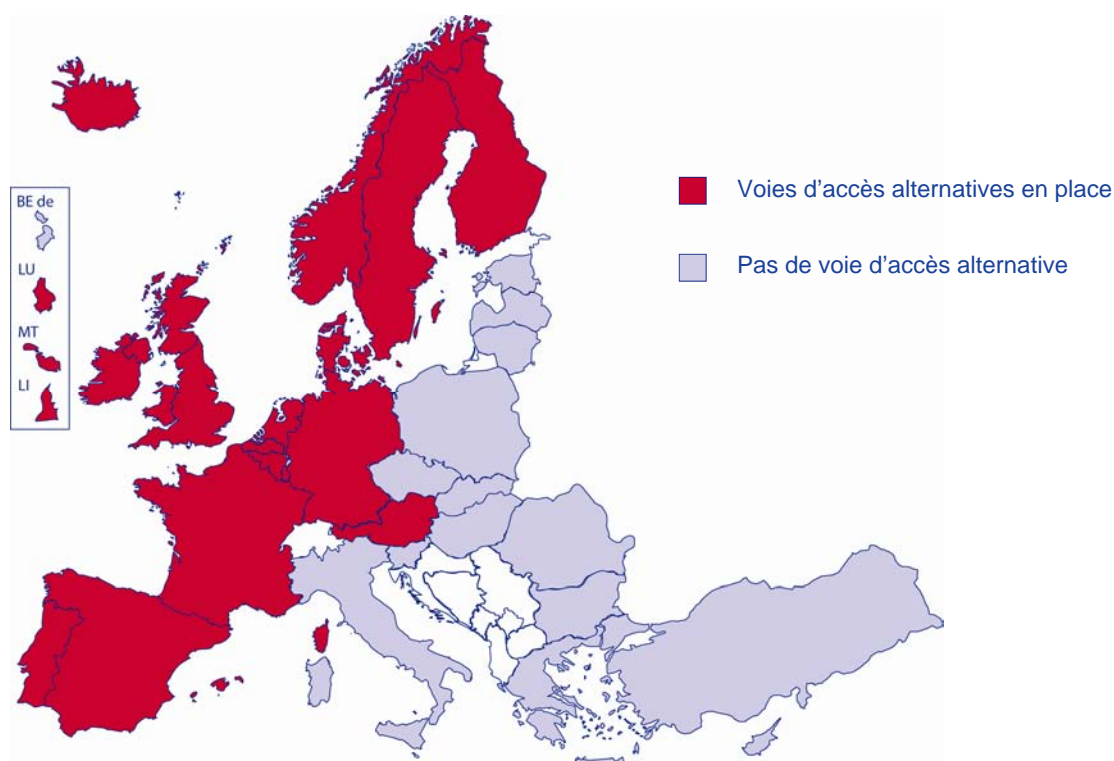 BE de
LU
MT
LI
Voies d'accès alternatives en place
Pas de voie d'accès alternative